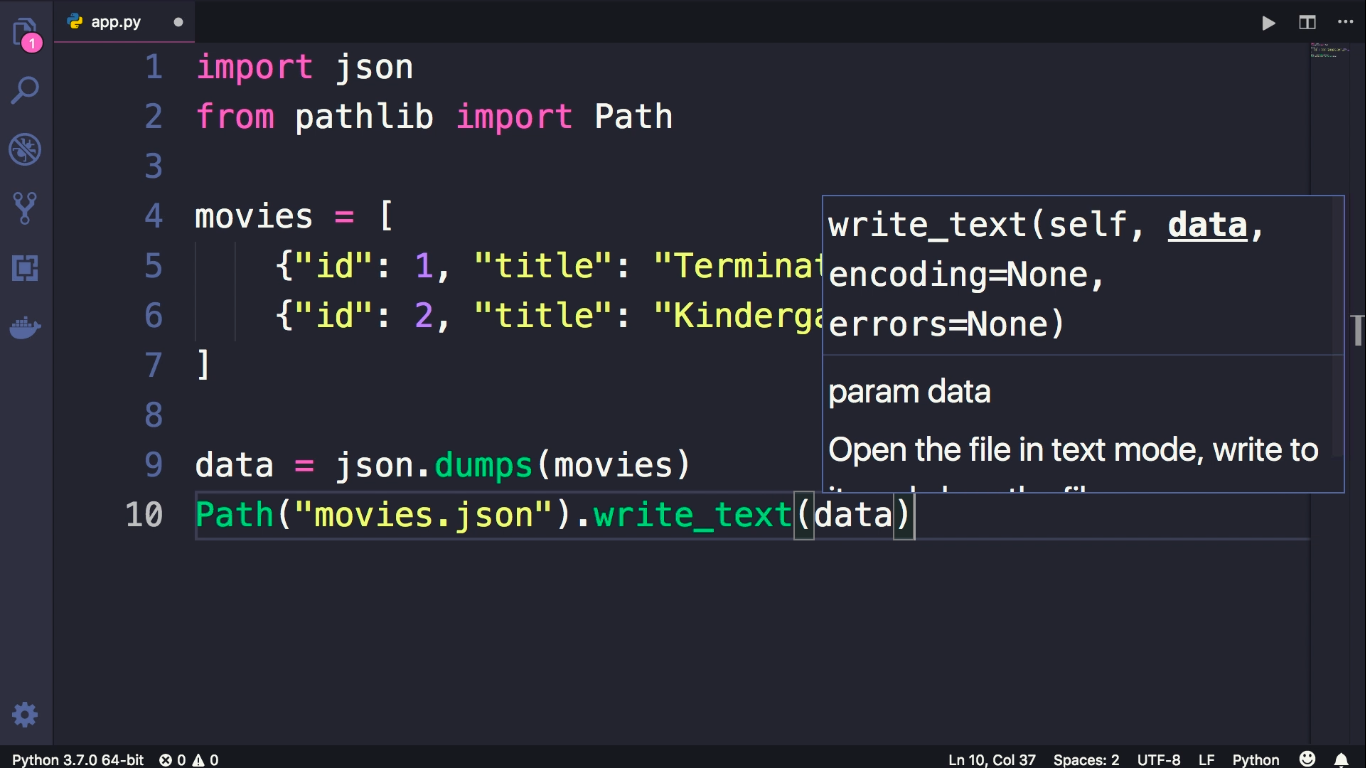 app.py
1
1 import json
2 from pathlib import Path
3
4 movies = [
5 {"id": 1, "title": "Terminat
6 {"id": 2, "title": "Kinderga
7 ]
8
9 data = json.dumps(movies)
10 Path("movies.json").write_text(data)
write_text(self, data,
encoding=None,
errors=None)
param data
Open the file in text mode, write to
Python 3.7.0 64-bit 0 0 Ln 10, Col 37 Spaces: 2 UTF-8 LF Python